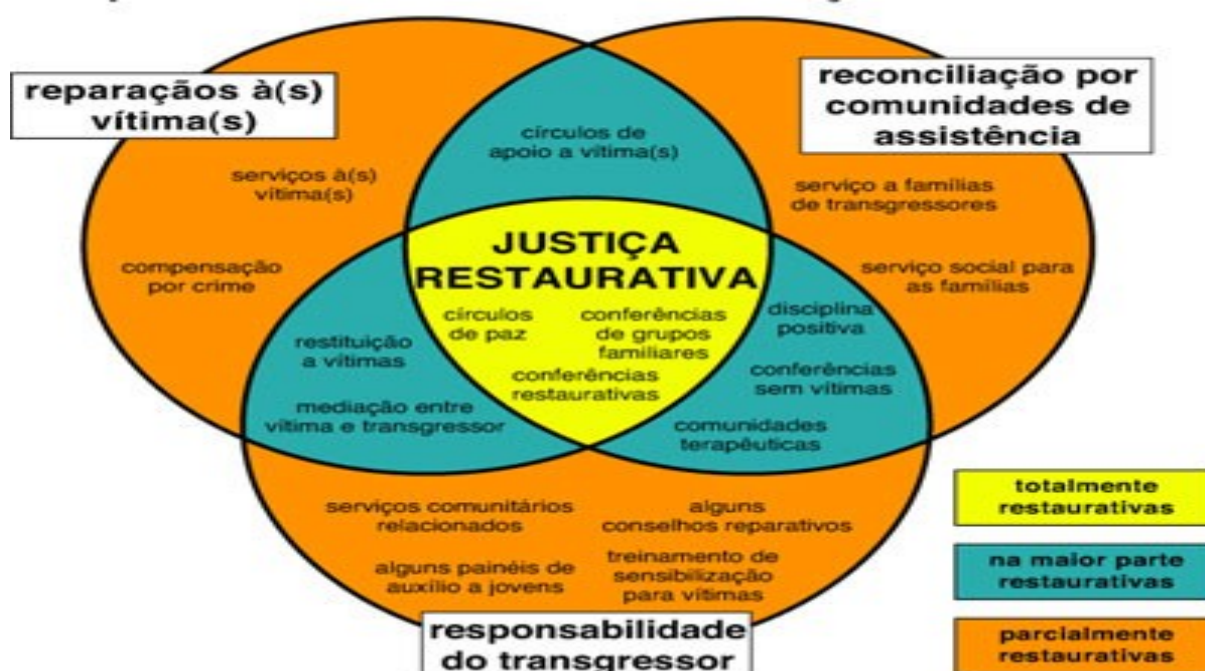 reparaçãos à(s)
vítima(s)
reconciliação por
comunidades de
assistência
círculos de
apoio a vítima(s)
serviços à(s)
vítima(s)
serviço a famílias
de transgressores
compensação
por crime
JUSTIÇA
RESTAURATIVA
serviço social para
as famílias
círculos
de paz
conferências
de grupos
familiares
conferências
restaurativas
disciplina
positiva
restituição
a vítimas
conferências
sem vítimas
mediação entre
vítima e transgressor
comunidades
terapêuticas
serviços comunitários
relacionados
alguns
conselhos reparativos
alguns painéis de
auxílio a jovens
treinamento de
sensibilização
para vítimas
responsabilidade
do transgressor
totalmente
restaurativas
na maior parte
restaurativas
parcialmente
restaurativas